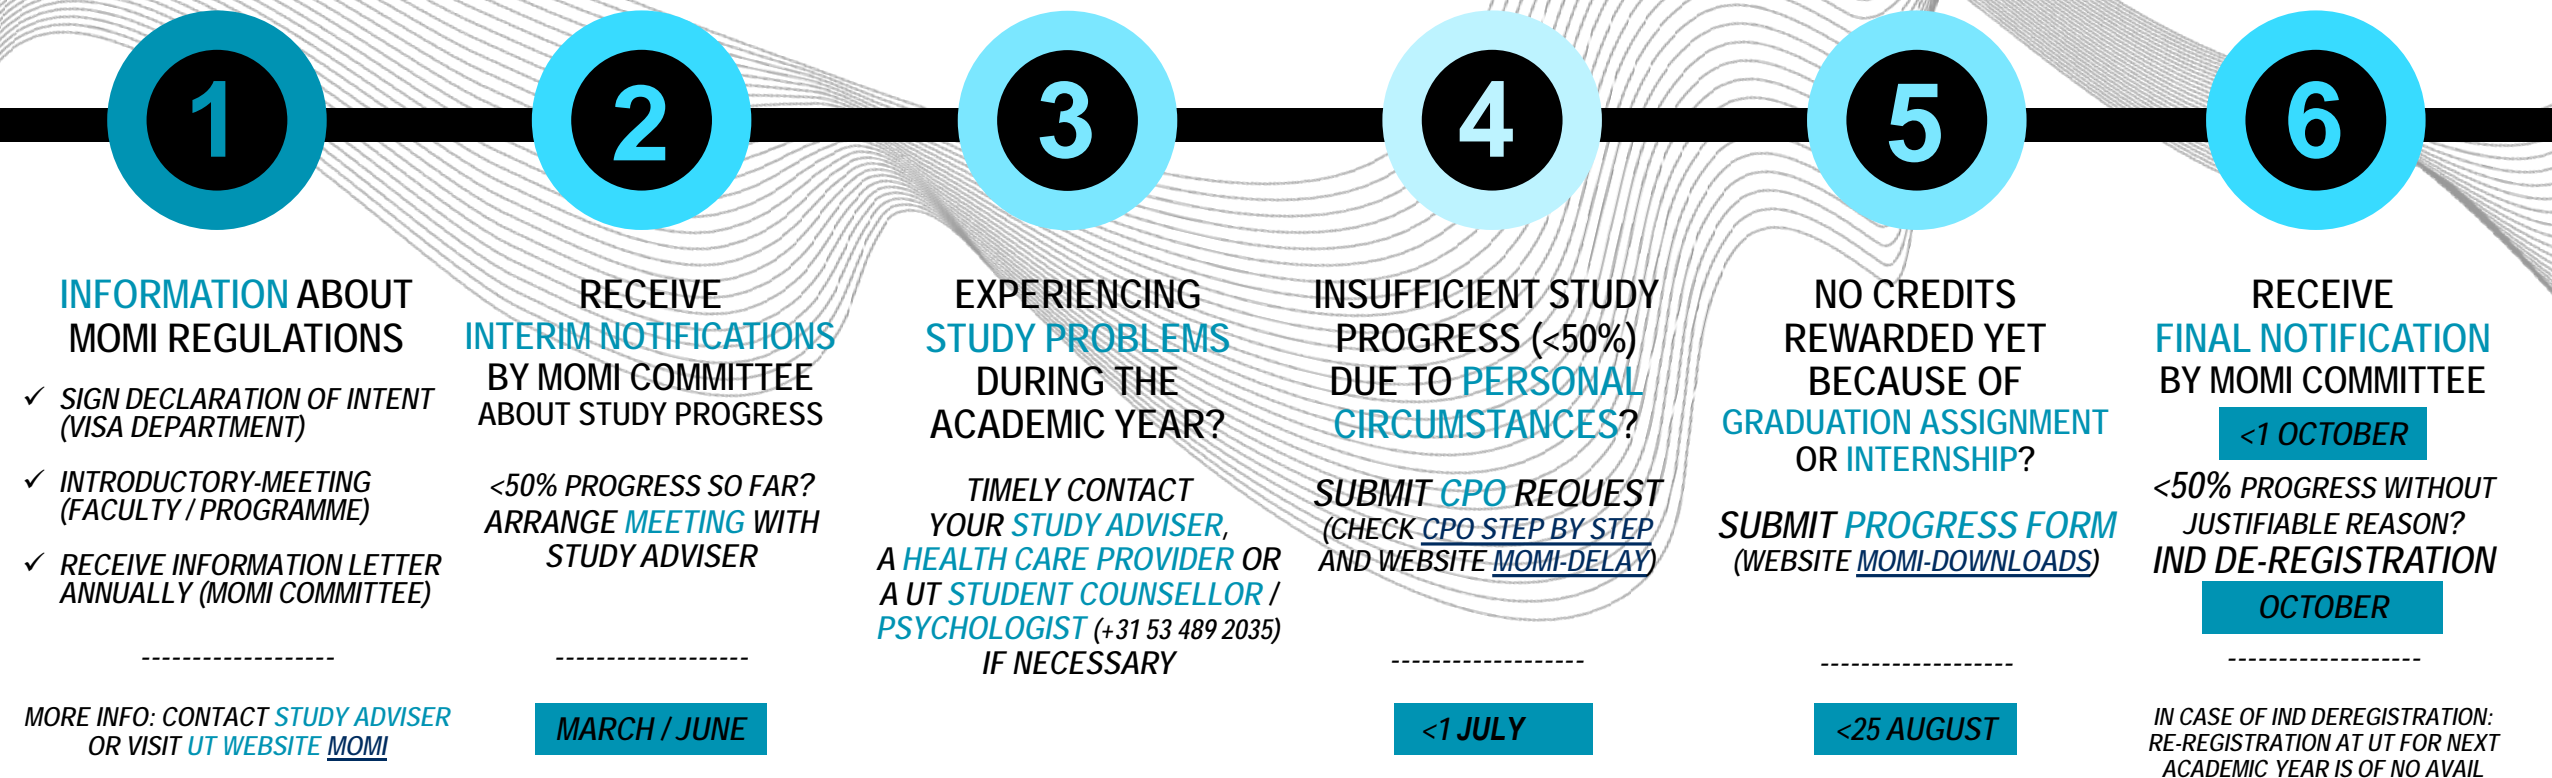 1
INFORMATION ABOUT
MOMI REGULATIONS
✓ SIGN DECLARATION OF INTENT
(VISA DEPARTMENT)
✓ INTRODUCTORY-MEETING
(FACULTY / PROGRAMME)
✓ RECEIVE INFORMATION LETTER
ANNUALLY (MOMI COMMITTEE)
-------------------
MORE INFO: CONTACT STUDY ADVISER
OR VISIT UT WEBSITE MOMI
2
RECEIVE
INTERIM NOTIFICATIONS
BY MOMI COMMITTEE
ABOUT STUDY PROGRESS
<50% PROGRESS SO FAR?
ARRANGE MEETING WITH
STUDY ADVISER
-------------------
MARCH / JUNE
3
EXPERIENCING
STUDY PROBLEMS
DURING THE
ACADEMIC YEAR?
TIMELY CONTACT
YOUR STUDY ADVISER,
A HEALTH CARE PROVIDER OR
A UT STUDENT COUNSELLOR /
PSYCHOLOGIST (+31 53 489 2035)
IF NECESSARY
4
INSUFFICIENT STUDY
PROGRESS (<50%)
DUE TO PERSONAL
CIRCUMSTANCES?
SUBMIT CPO REQUEST
(CHECK CPO STEP BY STEP
AND WEBSITE MOMI-DELAY)
-------------------
<1 JULY
5
NO CREDITS
REWARDED YET
BECAUSE OF
GRADUATION ASSIGNMENT
OR INTERNSHIP?
SUBMIT PROGRESS FORM
(WEBSITE MOMI-DOWNLOADS)
-------------------
<25 AUGUST
6
RECEIVE
FINAL NOTIFICATION
BY MOMI COMMITTEE
<1 OCTOBER
<50% PROGRESS WITHOUT
JUSTIFIABLE REASON?
IND DE-REGISTRATION
OCTOBER
-------------------
IN CASE OF IND DEREGISTRATION:
RE-REGISTRATION AT UT FOR NEXT
ACADEMIC YEAR IS OF NO AVAIL